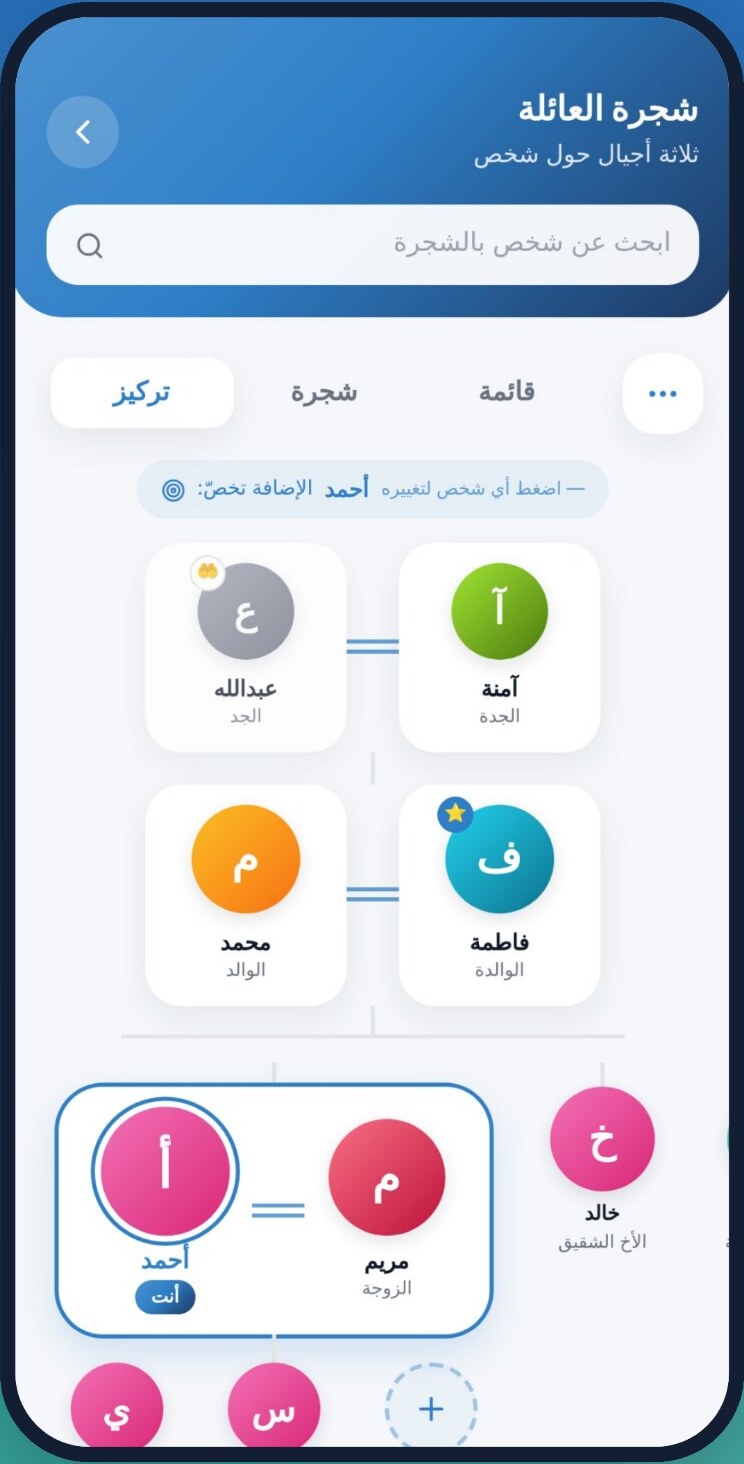 شجرة العائلة
ثلاثة أجيال حول شخص
ابحث عن شخص بالشجرة
قائمة
شجرة
تركيز
الإضافة تخصّ: أحمد — اضغط أي شخص لتغييره
آ
آمنة
الجدة
ع
عبدالله
الجد
ف
فاطمة
الوالدة
م
محمد
الوالد
خ
خالد
الأخ الشقيق
م
مريم
الزوجة
أ
أحمد
أنت
س
ي